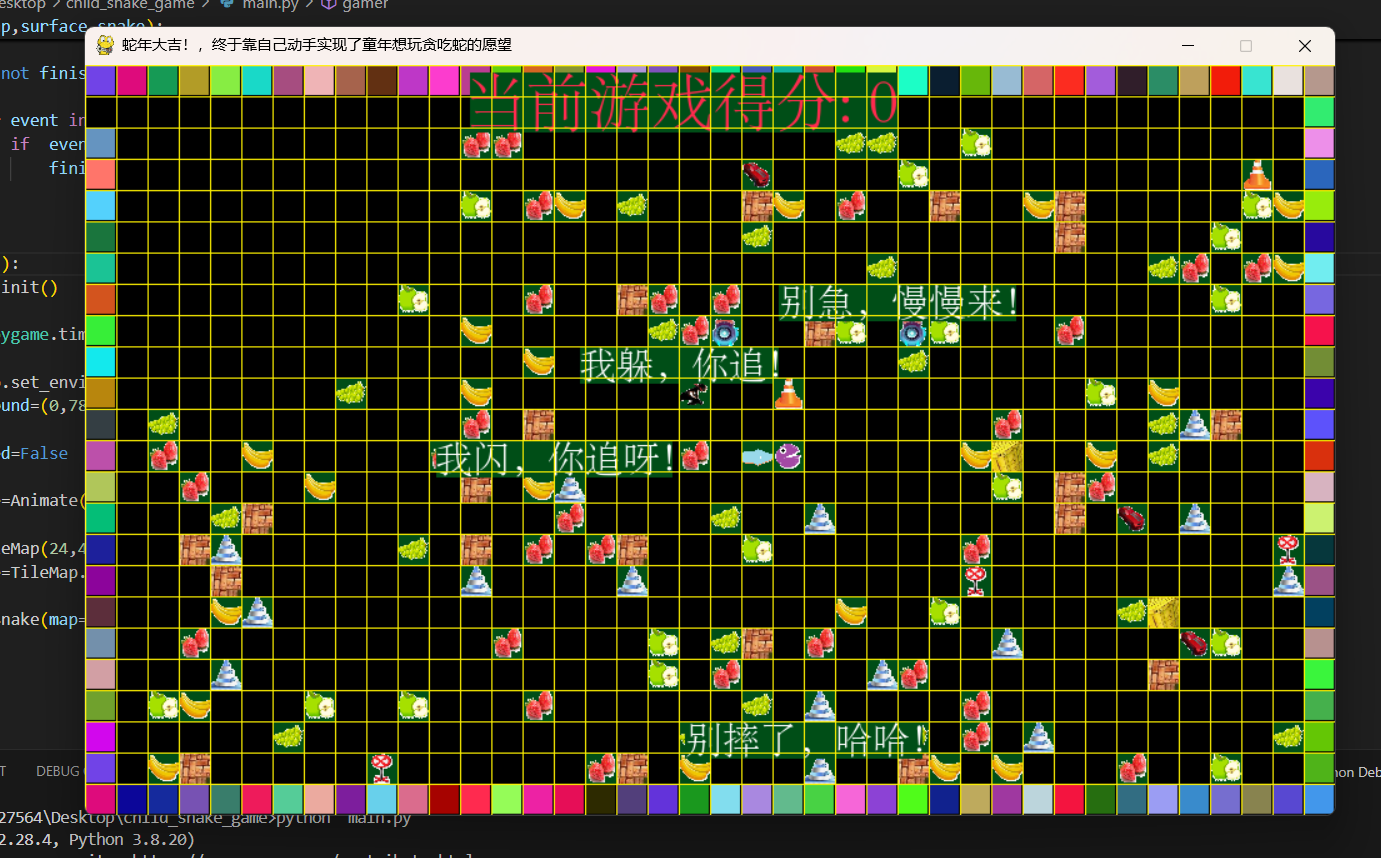 child_snake_game > main.py > gamer
p,surface,snake):
蛇年大吉！，终于靠自己动手实现了童年想玩贪吃蛇的愿望
not finis
当前游戏得分:0
event in
if even
fini
):
init()
别急，慢慢来!
ygame.tim
我躲，你追!
.set_envi
ound=(0,78
ed=False
我闪，你追呀!
=Animate(
leMap(24,4
=TileMap.
snake(map=
别摔了，哈哈!
T DEBUG
hon Deb
27564\Desktop\child_snake_game>python main.py
2.28.4, Python 3.8.20)